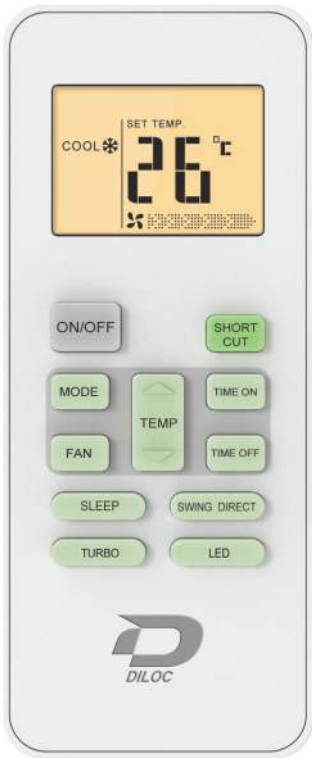 SET TEMP.
COOL 26 °C
ON/OFF
SHORT CUT
MODE
TEMP
TIME ON
FAN
TIME OFF
SLEEP
SWING DIRECT
TURBO
LED
DILOC